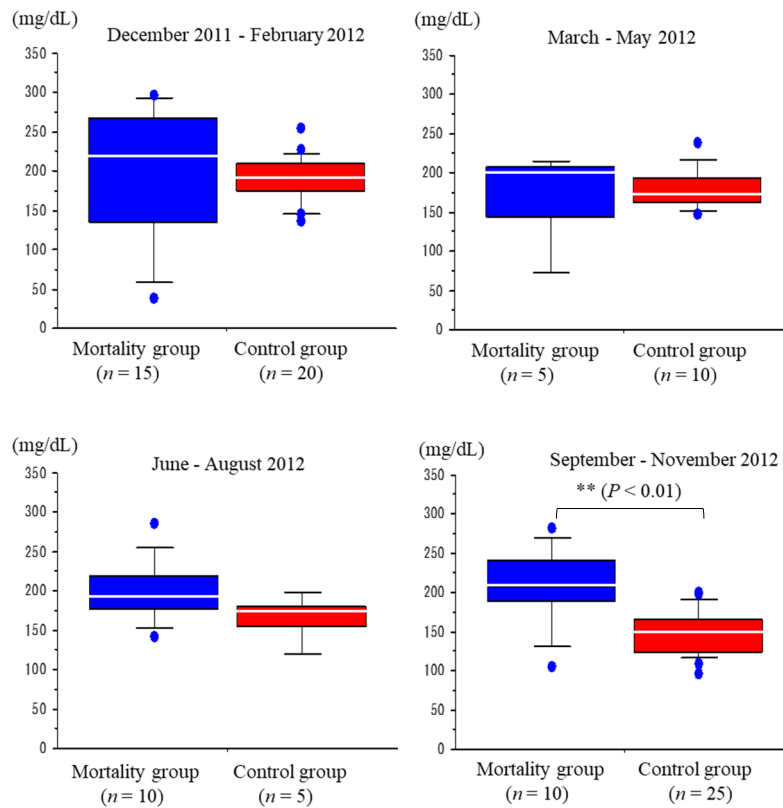 (mg/dL)
December 2011 - February 2012
350
300
250
200
150
100
50
0
Mortality group
Control group
(n = 15)
(n = 20)
(mg/dL)
March - May 2012
350
300
250
200
150
100
50
0
Mortality group
Control group
(n = 5)
(n = 10)
(mg/dL)
June - August 2012
350
300
250
200
150
100
50
0
Mortality group
Control group
(n = 10)
(n = 5)
(mg/dL)
September - November 2012
** (P < 0.01)
350
300
250
200
150
100
50
0
Mortality group
Control group
(n = 10)
(n = 25)